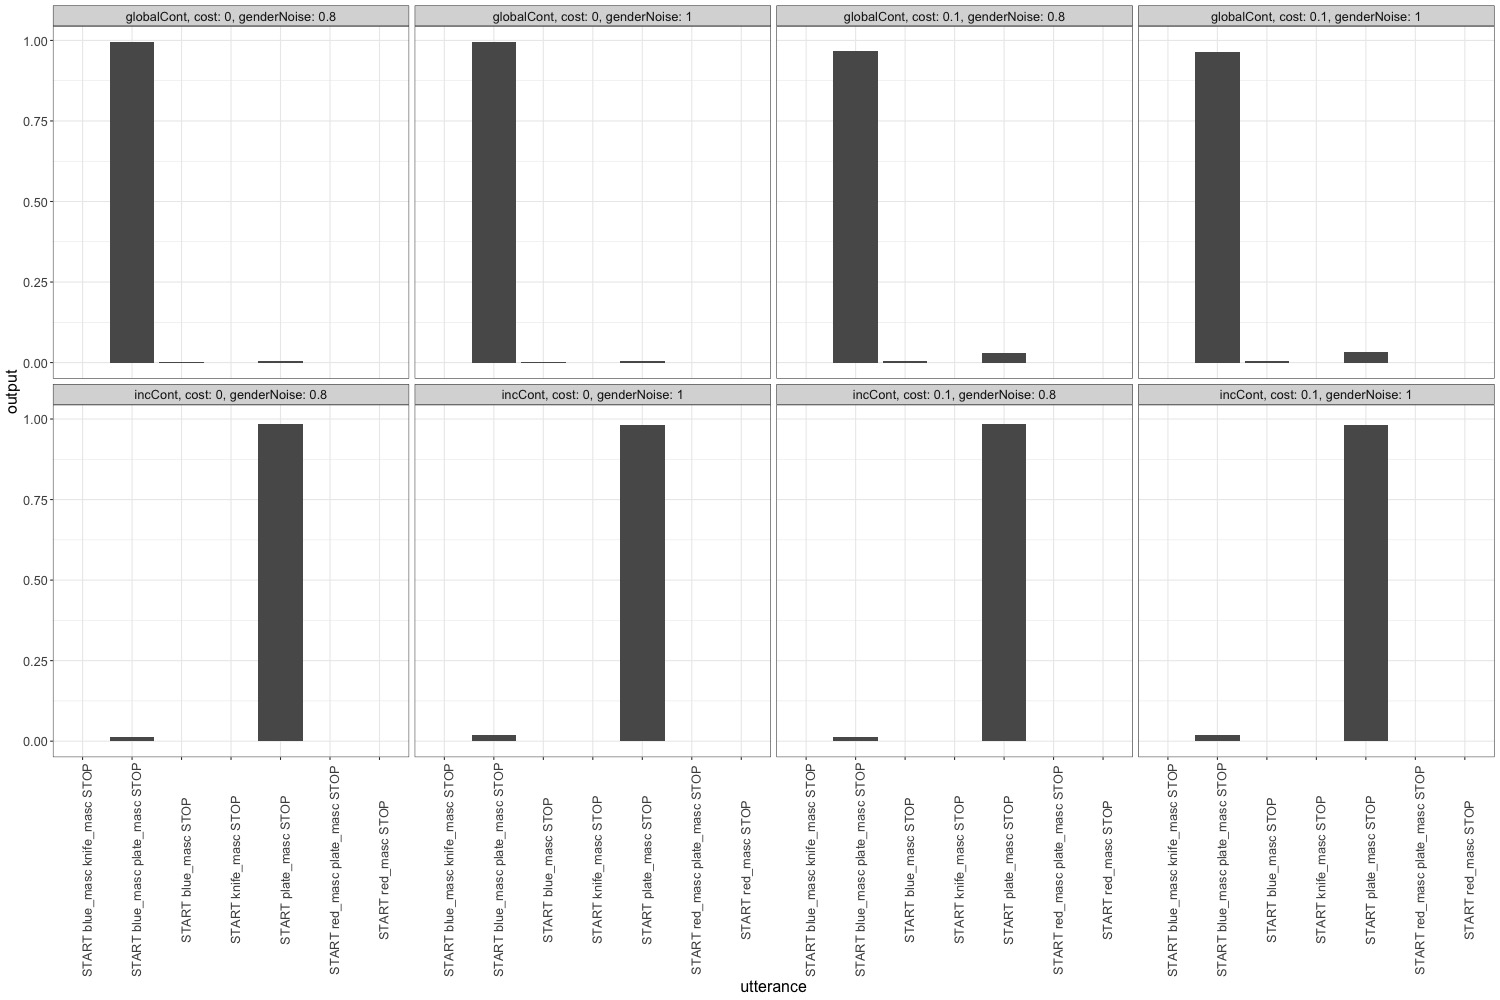 globalCont, cost: 0, genderNoise: 0.8
globalCont, cost: 0, genderNoise: 1
globalCont, cost: 0.1, genderNoise: 0.8
globalCont, cost: 0.1, genderNoise: 1
1.00
0.75
0.50
0.25
0.00
output
incCont, cost: 0, genderNoise: 0.8
incCont, cost: 0, genderNoise: 1
incCont, cost: 0.1, genderNoise: 0.8
incCont, cost: 0.1, genderNoise: 1
1.00
0.75
0.50
0.25
0.00
START blue_masc knife_masc STOP
START blue_masc plate_masc STOP
START blue_masc STOP
START knife_masc STOP
START plate_masc STOP
START red_masc plate_masc STOP
START red_masc STOP
START blue_masc knife_masc STOP
START blue_masc plate_masc STOP
START blue_masc STOP
START knife_masc STOP
START plate_masc STOP
START red_masc plate_masc STOP
START red_masc STOP
START blue_masc knife_masc STOP
START blue_masc plate_masc STOP
START blue_masc STOP
START knife_masc STOP
START plate_masc STOP
START red_masc plate_masc STOP
START red_masc STOP
START blue_masc knife_masc STOP
START blue_masc plate_masc STOP
START blue_masc STOP
START knife_masc STOP
START plate_masc STOP
START red_masc plate_masc STOP
START red_masc STOP
utterance